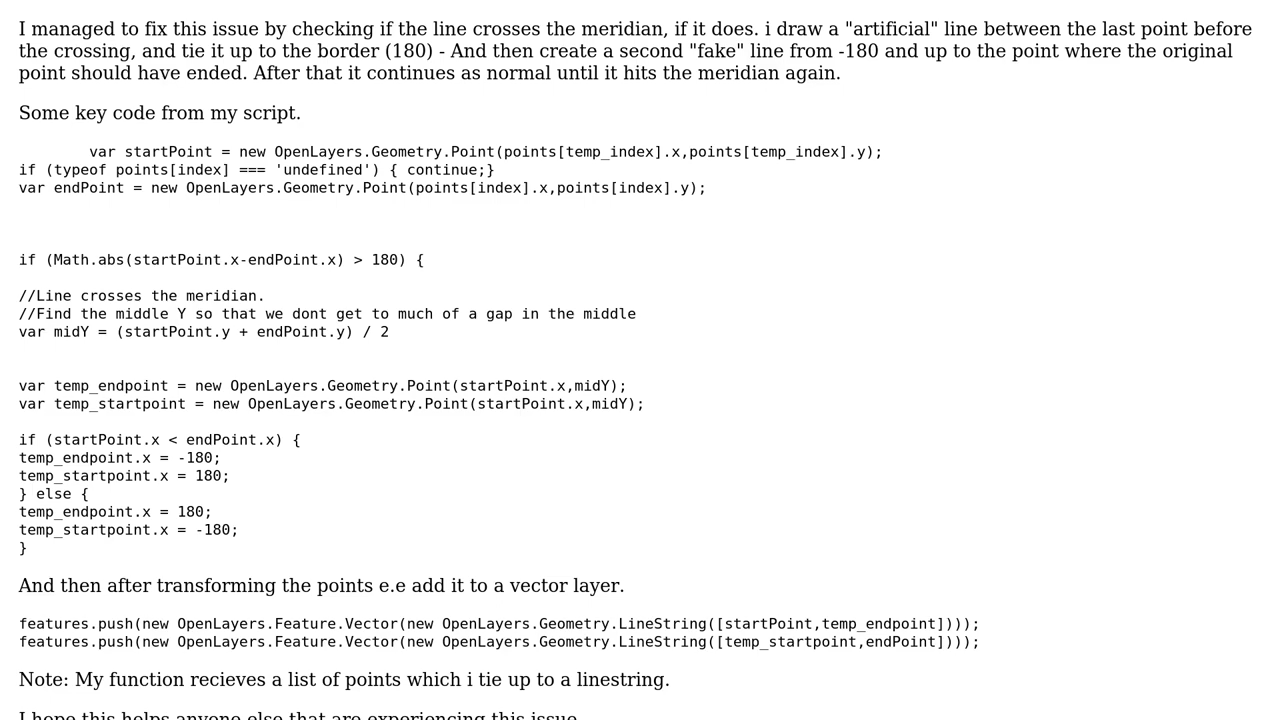 I managed to fix this issue by checking if the line crosses the meridian, if it does. i draw a "artificial" line between the last point before
the crossing, and tie it up to the border (180) - And then create a second "fake" line from -180 and up to the point where the original
point should have ended. After that it continues as normal until it hits the meridian again.
Some key code from my script.
var startPoint = new OpenLayers.Geometry.Point(points[temp_index].x,points[temp_index].y);
if (typeof points[index] === 'undefined') { continue;}
var endPoint = new OpenLayers.Geometry.Point(points[index].x,points[index].y);
if (Math.abs(startPoint.x-endPoint.x) > 180) {
//Line crosses the meridian.
//Find the middle Y so that we dont get to much of a gap in the middle
var midY = (startPoint.y + endPoint.y) / 2
var temp_endpoint = new OpenLayers.Geometry.Point(startPoint.x,midY);
var temp_startpoint = new OpenLayers.Geometry.Point(startPoint.x,midY);
if (startPoint.x < endPoint.x) {
temp_endpoint.x = -180;
temp_startpoint.x = 180;
} else {
temp_endpoint.x = 180;
temp_startpoint.x = -180;
}
And then after transforming the points e.e add it to a vector layer.
features.push(new OpenLayers.Feature.Vector(new OpenLayers.Geometry.LineString([startPoint,temp_endpoint])));
features.push(new OpenLayers.Feature.Vector(new OpenLayers.Geometry.LineString([temp_startpoint,endPoint])));
Note: My function recieves a list of points which i tie up to a linestring.
I hope this helps anyone else that are experiencing this issue.